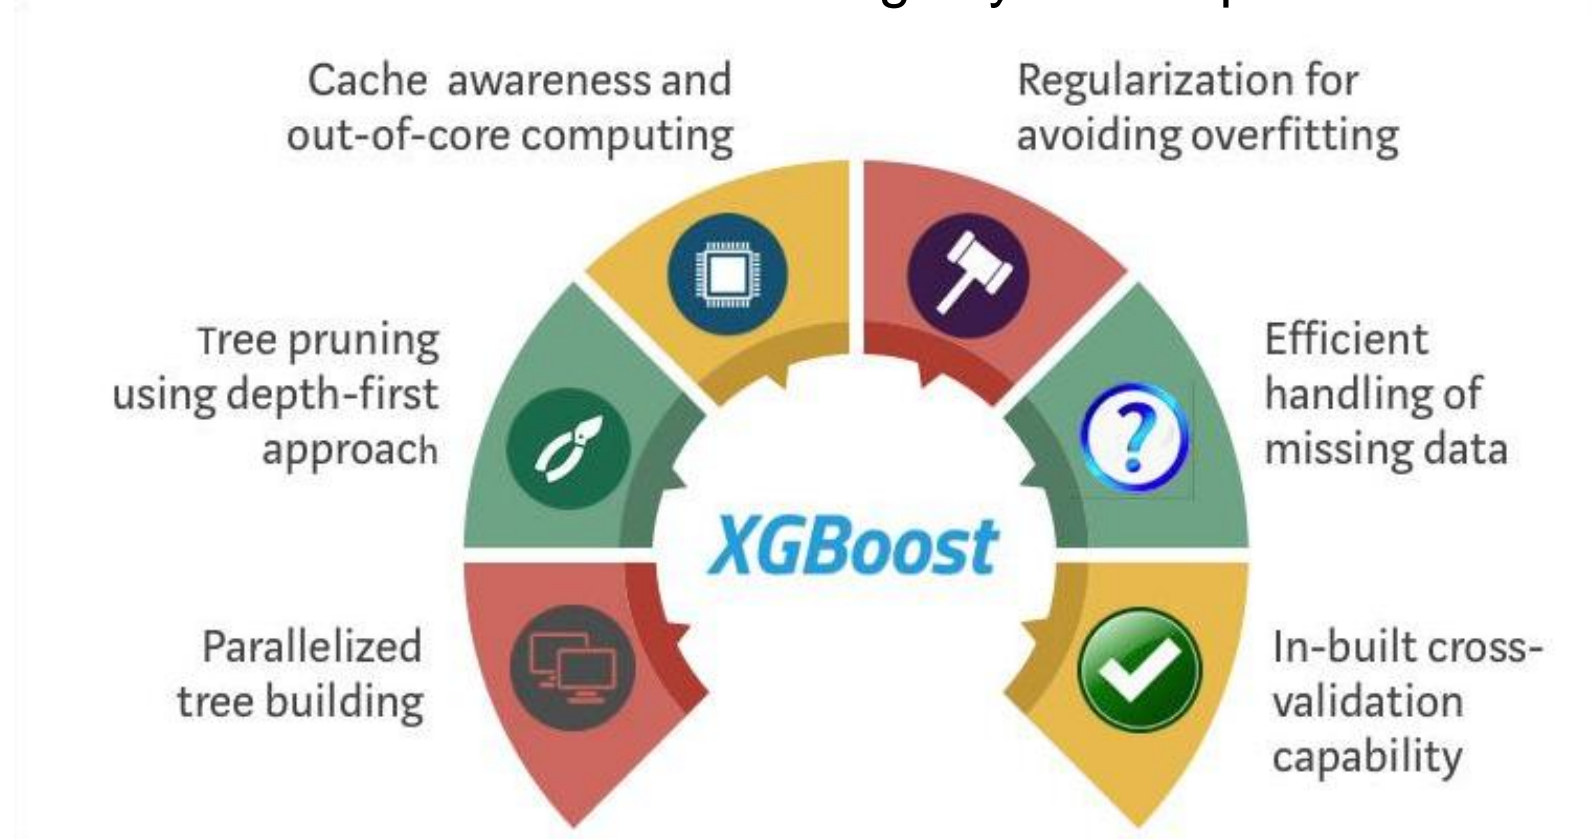 Cache awareness and
out-of-core computing
Regularization for
avoiding overfitting
Tree pruning
using depth-first
approach
Efficient
handling of
missing data
XGBoost
Parallelized
tree building
In-built cross-
validation
capability